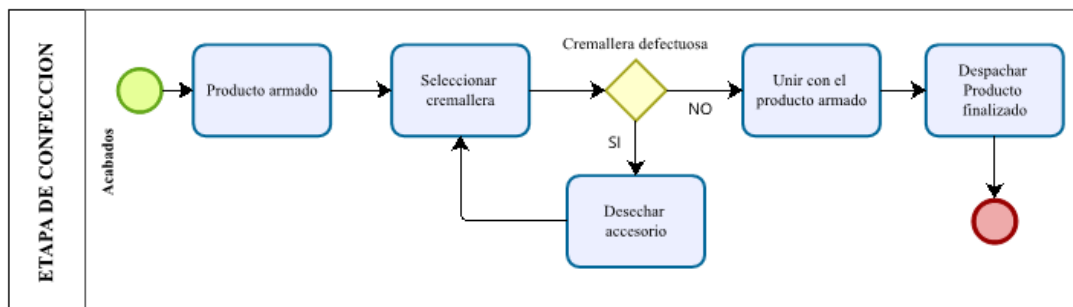 ETAPA DE CONFECCION
Acabados
Producto armado
Seleccionar
cremallera
Cremallera defectuosa
NO
SI
Desechar
accesorio
Unir con el
producto armado
Despachar
Producto
finalizado